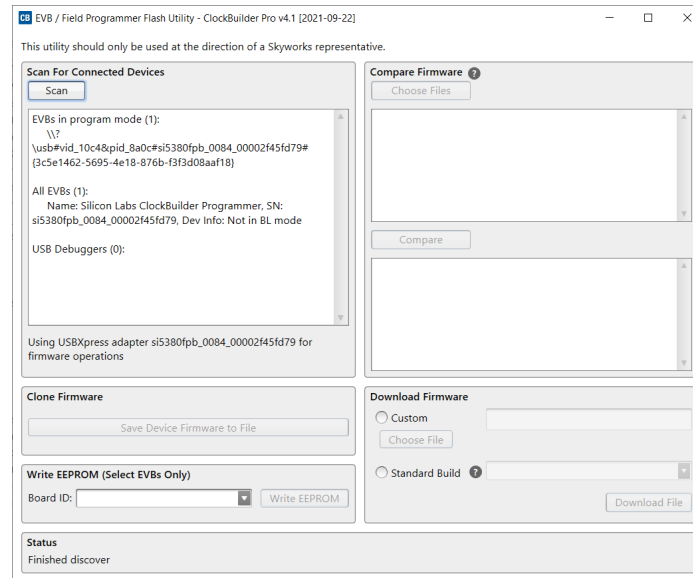 CB EVB / Field Programmer Flash Utility - ClockBuilder Pro v4.1 [2021-09-22]
This utility should only be used at the direction of a Skyworks representative.
Scan For Connected Devices
Scan
EVBs in program mode (1):
\\?
\usb#vid_10c4&pid_8a0c#si5380fpb_0084_00002f45fd79#
{3c5e1462-5695-4e18-876b-f3f3d08aaf18}
All EVBs (1):
Name: Silicon Labs ClockBuilder Programmer, SN:
si5380fpb_0084_00002f45fd79, Dev Info: Not in BL mode
USB Debuggers (0):
Using USBXpress adapter si5380fpb_0084_00002f45fd79 for
firmware operations
Compare Firmware ?
Choose Files
Compare
Clone Firmware
Save Device Firmware to File
Write EEPROM (Select EVBs Only)
Board ID:
Write EEPROM
Download Firmware
Custom
Choose File
Standard Build ?
Download File
Status
Finished discover